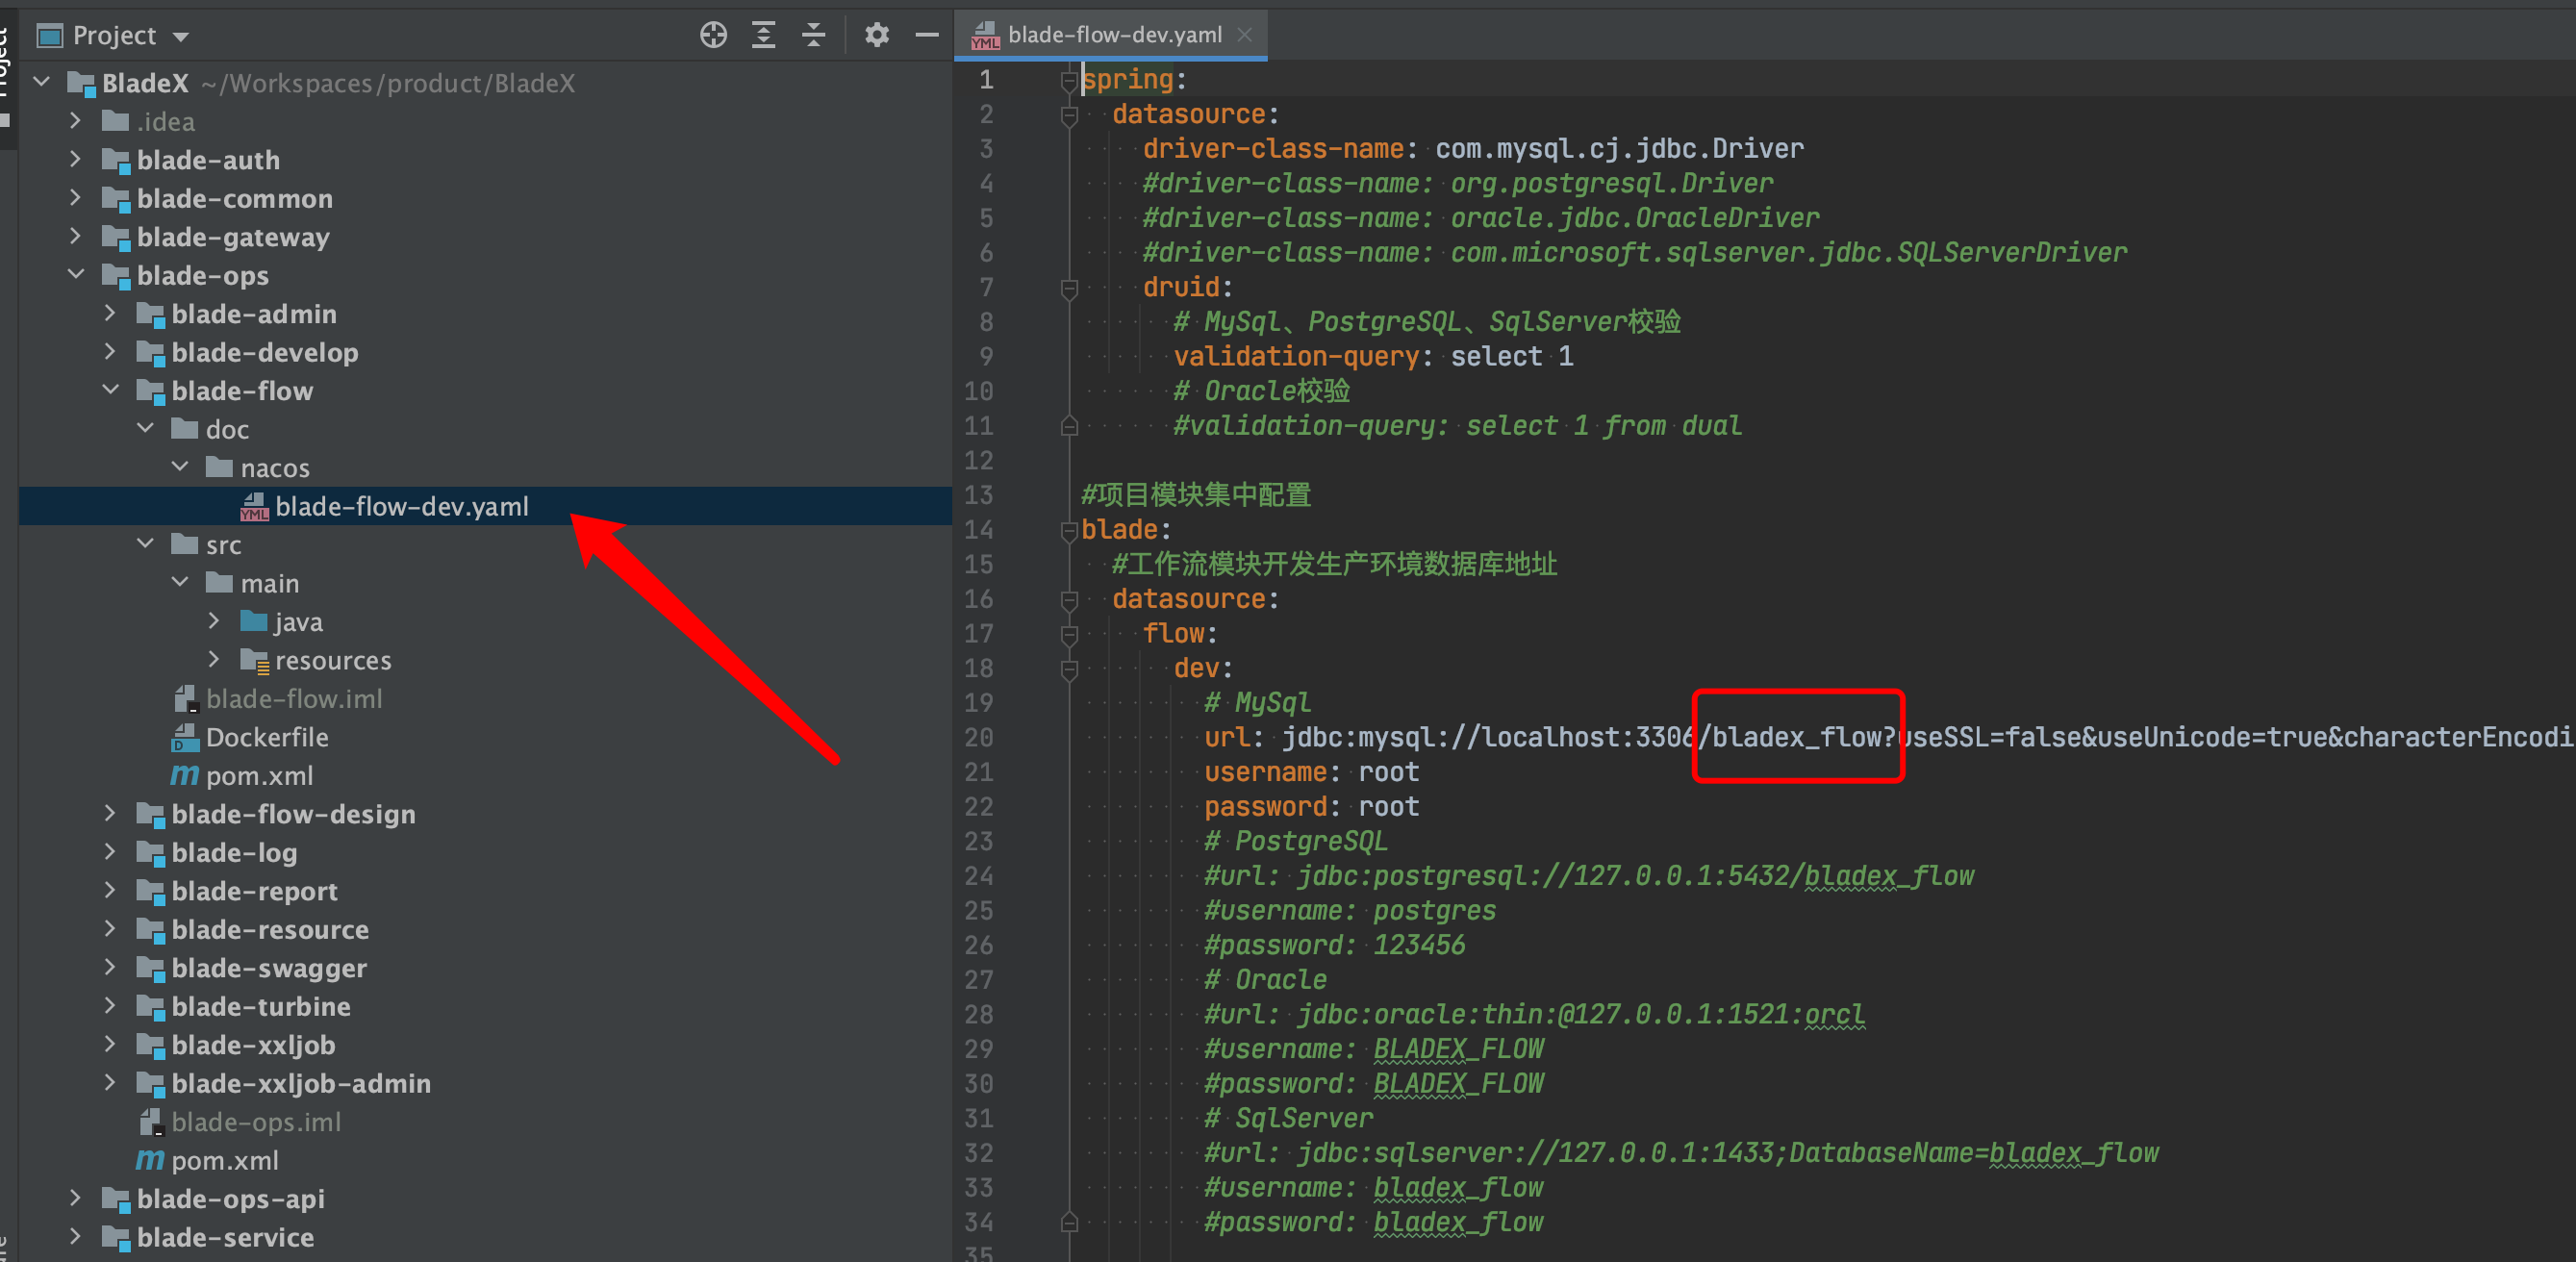 Project
BladeX ~/Workspaces/product/BladeX
.idea
blade-auth
blade-common
blade-gateway
blade-ops
blade-admin
blade-develop
blade-flow
doc
nacos
blade-flow-dev.yaml
src
main
java
resources
blade-flow.iml
Dockerfile
pom.xml
blade-flow-design
blade-log
blade-report
blade-resource
blade-swagger
blade-turbine
blade-xxljob
blade-xxljob-admin
blade-ops.iml
pom.xml
blade-ops-api
blade-service
blade-flow-dev.yaml
1 spring:
2 datasource:
3 driver-class-name: com.mysql.cj.jdbc.Driver
4 #driver-class-name: org.postgresql.Driver
5 #driver-class-name: oracle.jdbc.OracleDriver
6 #driver-class-name: com.microsoft.sqlserver.jdbc.SQLServerDriver
7 druid:
8 # MySql、PostgreSQL、SqlServer校验
9 validation-query: select 1
10 # Oracle校验
11 #validation-query: select 1 from dual
12
13 #项目模块集中配置
14 blade:
15 #工作流模块开发生产环境数据库地址
16 datasource:
17 flow:
18 dev:
19 # MySql
20 url: jdbc:mysql://localhost:3306/bladex_flow?useSSL=false&useUnicode=true&characterEncodi
21 username: root
22 password: root
23 # PostgreSQL
24 #url: jdbc:postgresql://127.0.0.1:5432/bladex_flow
25 #username: postgres
26 #password: 123456
27 # Oracle
28 #url: jdbc:oracle:thin:@127.0.0.1:1521:orcl
29 #username: BLADEX_FLOW
30 #password: BLADEX_FLOW
31 # SqlServer
32 #url: jdbc:sqlserver://127.0.0.1:1433;DatabaseName=bladex_flow
33 #username: bladex_flow
34 #password: bladex_flow
35